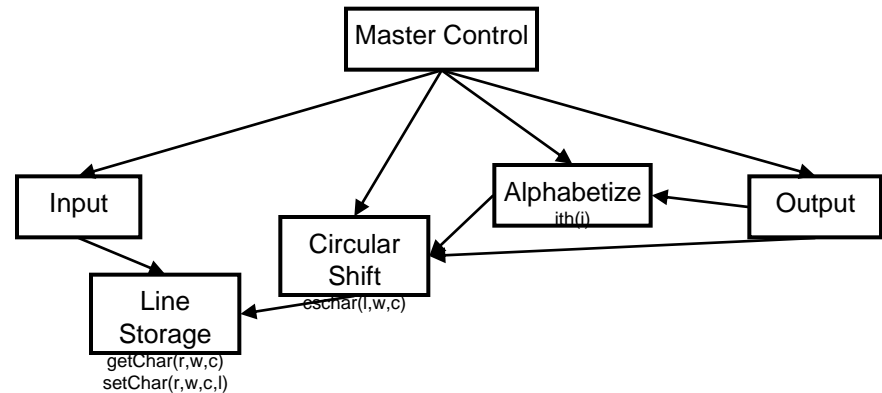 Master Control
Input
Alphabetize
ith(i)
Output
Circular
Shift
cschar(l,w,c)
Line
Storage
getChar(r,w,c)
setChar(r,w,c,l)